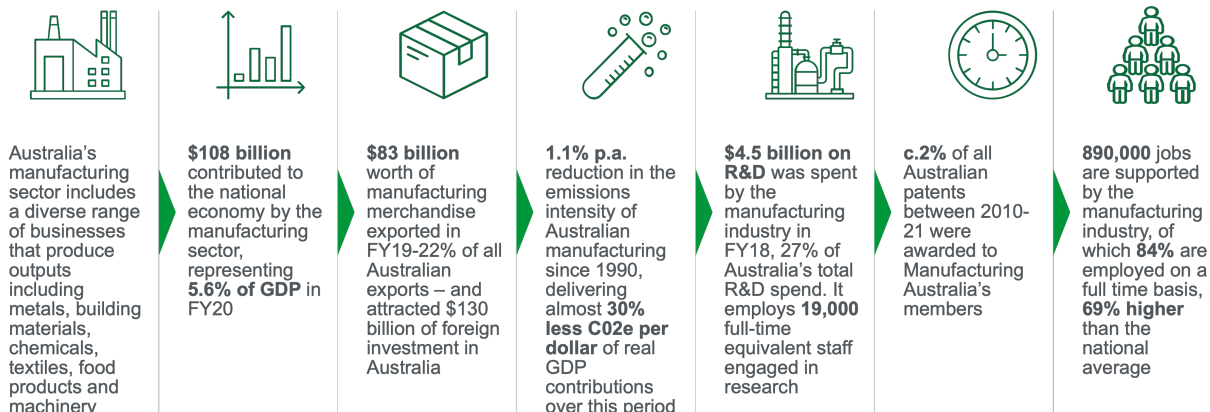 Australia's
manufacturing
sector includes
a diverse range
of businesses
that produce
outputs
including
metals, building
materials,
chemicals,
textiles, food
products and
machinery
$108 billion
contributed to
the national
economy by the
manufacturing
sector,
representing
5.6% of GDP in
FY20
$83 billion
worth of
manufacturing
merchandise
exported in
FY19-22% of all
Australian
exports – and
attracted $130
billion of foreign
investment in
Australia
1.1% p.a.
reduction in the
emissions
intensity of
Australian
manufacturing
since 1990,
delivering
almost 30%
less C02e per
dollar of real
GDP
contributions
over this period
$4.5 billion on
R&D was spent
by the
manufacturing
industry in
FY18, 27% of
Australia's total
R&D spend. It
employs 19,000
full-time
equivalent staff
engaged in
research
c.2% of all
Australian
patents
between 2010-
21 were
awarded to
Manufacturing
Australia's
members
890,000 jobs
are supported
by the
manufacturing
industry, of
which 84% are
employed on a
full time basis,
69% higher
than the
national
average